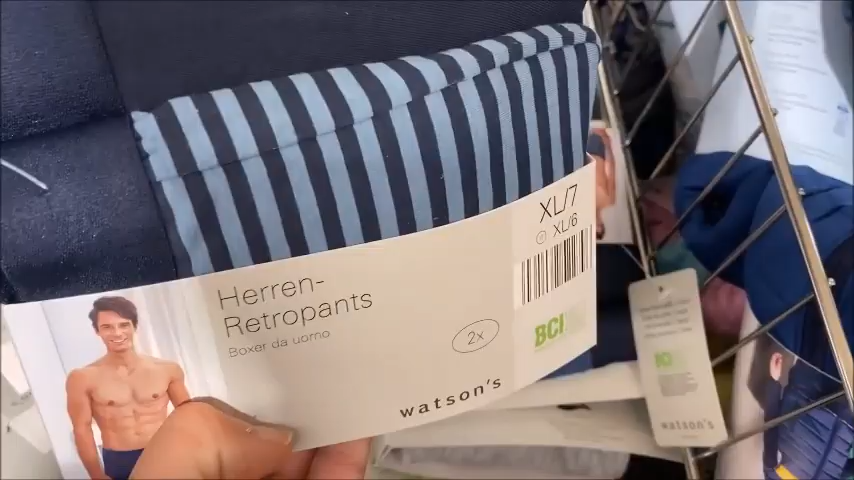 XL/7
XL/6
Herren-
Retropants
Boxer da uomo
2x
BCI
watson's
WATSON'S